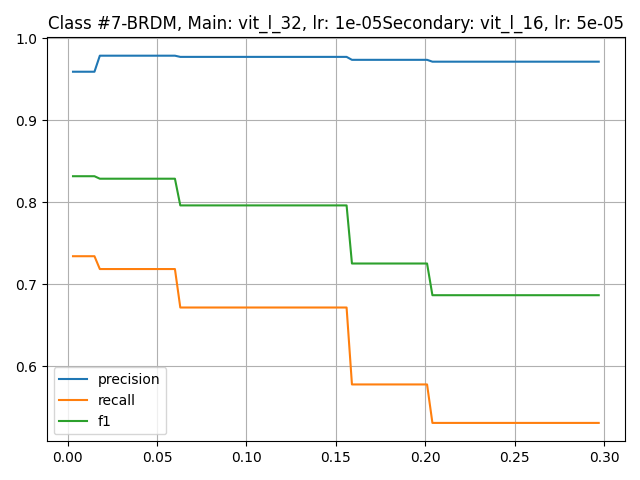 Class #7-BRDM, Main: vit_l_32, lr: 1e-05Secondary: vit_l_16, lr: 5e-05
1.0
0.9
0.8
0.7
0.6
precision
recall
f1
0.00 0.05 0.10 0.15 0.20 0.25 0.30